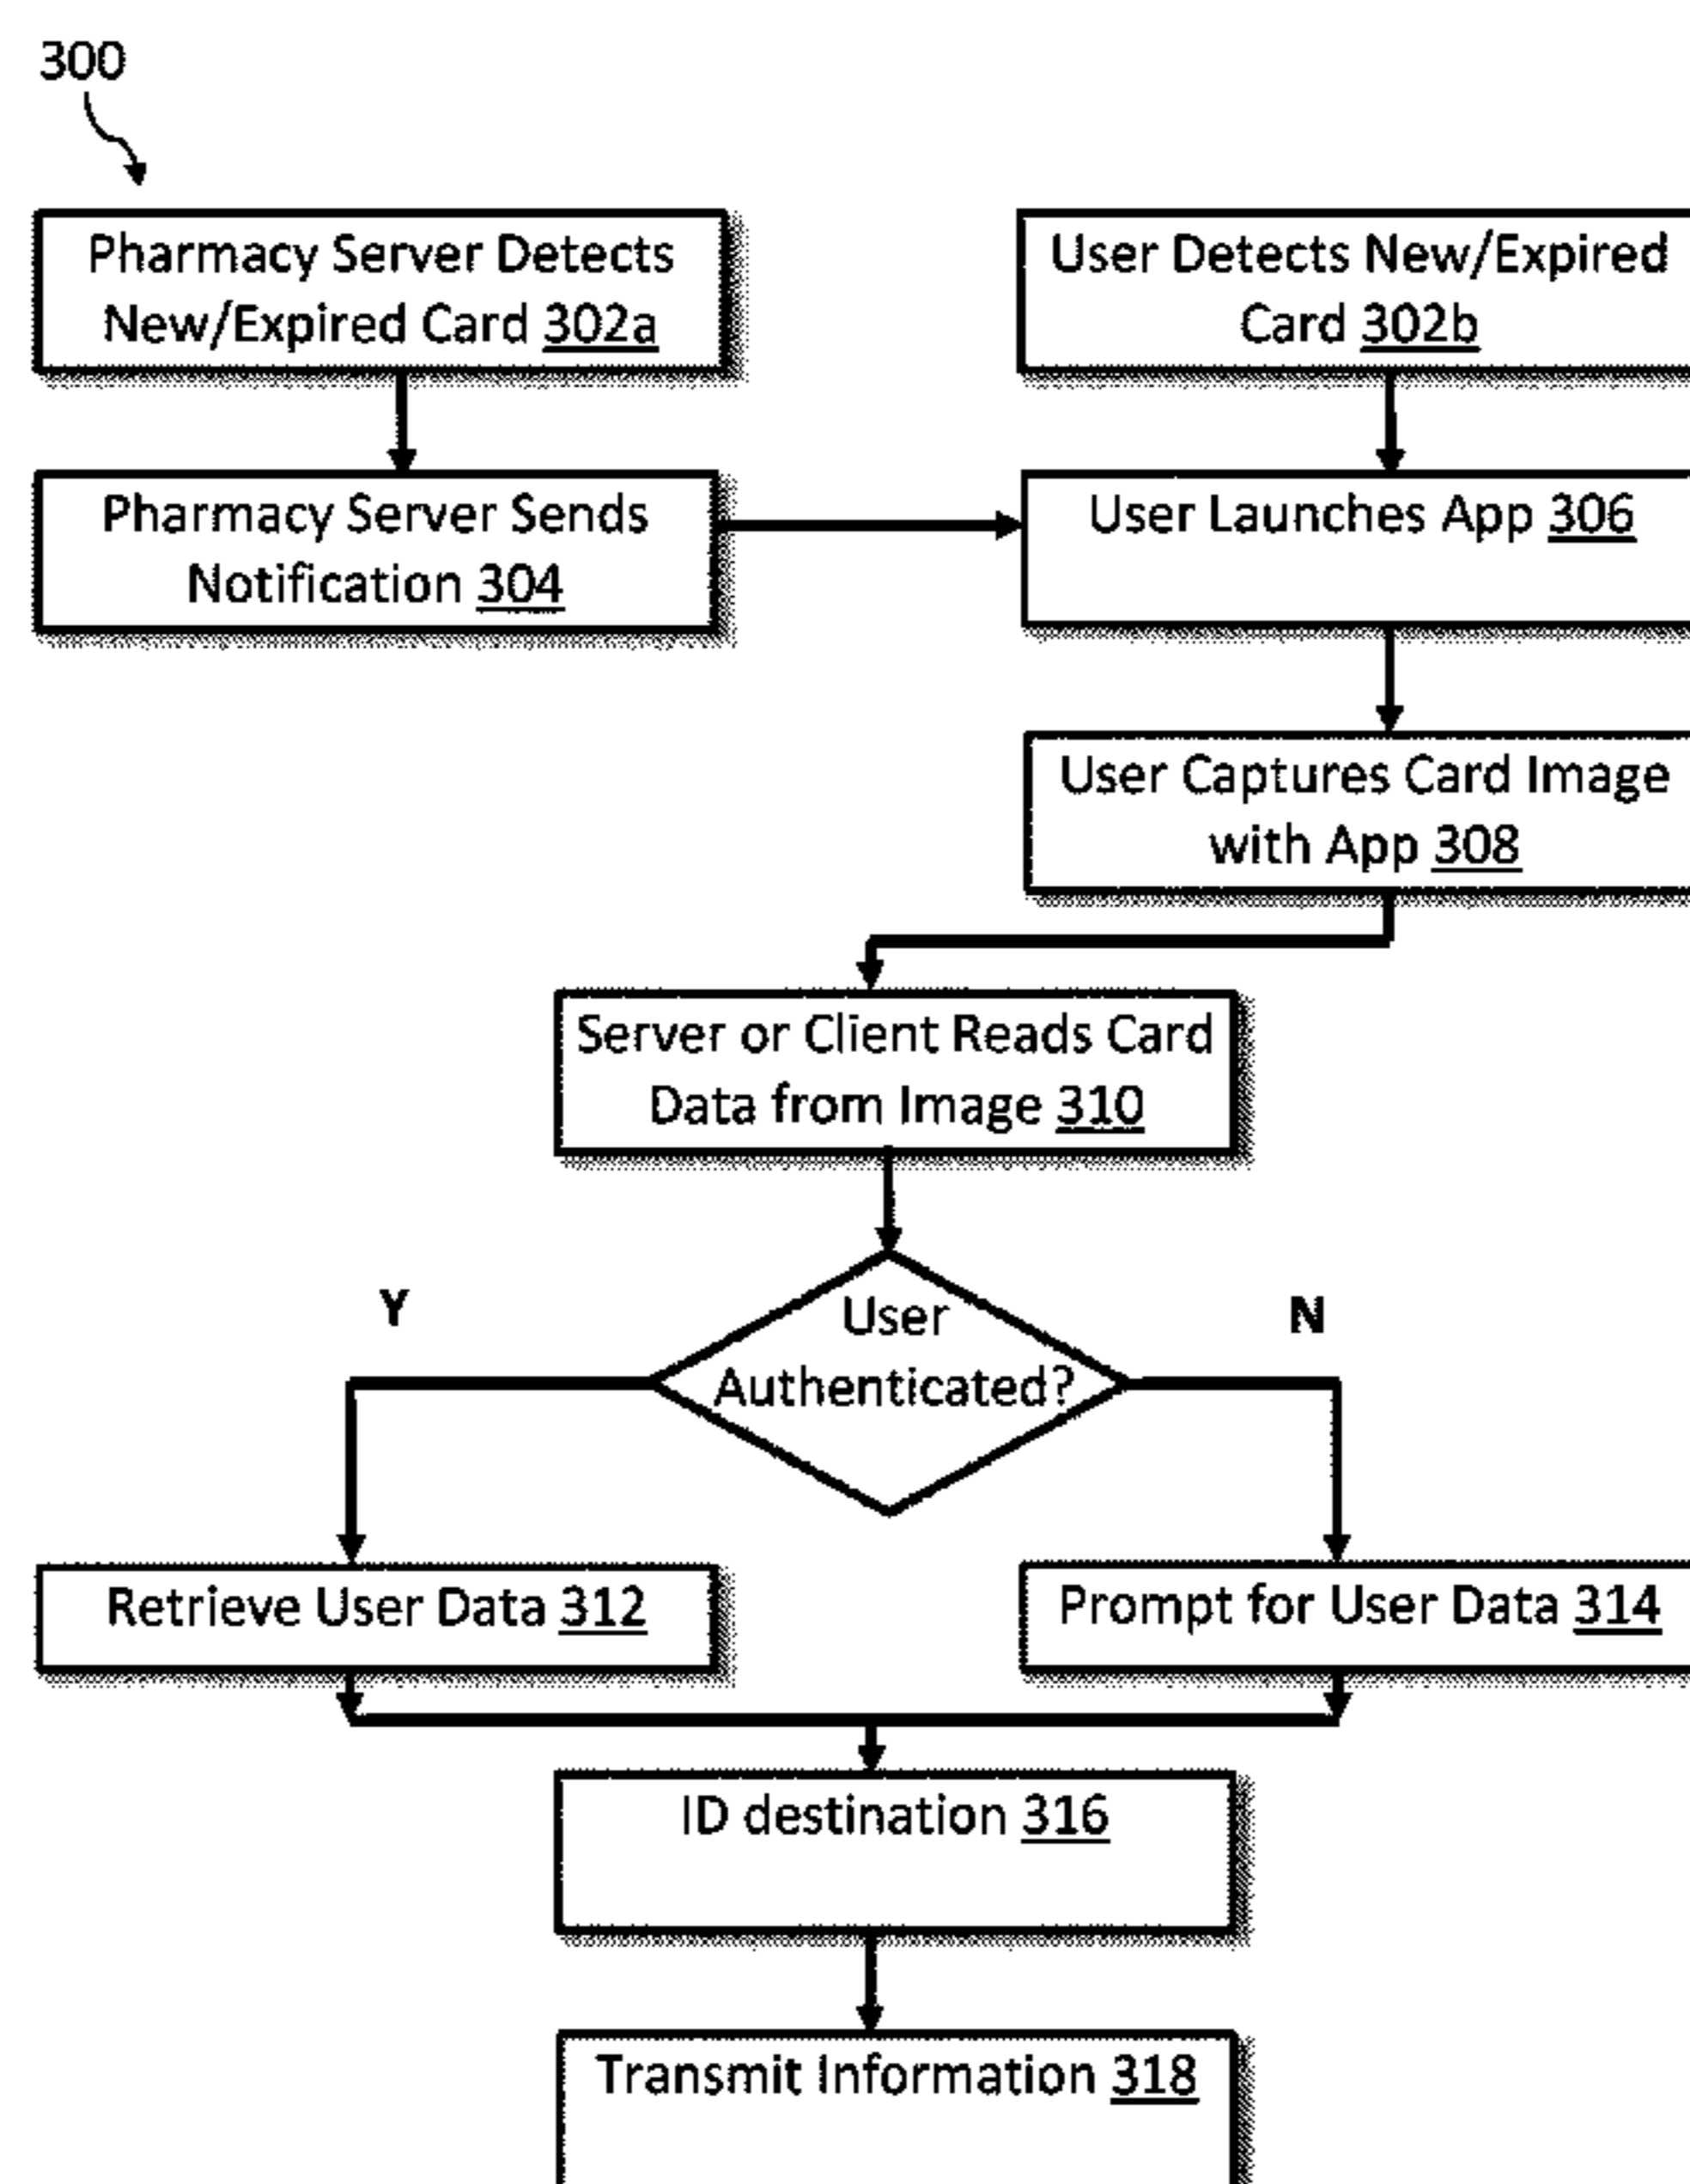 300
Pharmacy Server Detects
New/Expired Card 302a
User Detects New/Expired
Card 302b
Pharmacy Server Sends
Notification 304
User Launches App 306
User Captures Card Image
with App 308
Server or Client Reads Card
Data from Image 310
Y
User
Authenticated?
N
Retrieve User Data 312
Prompt for User Data 314
ID destination 316
Transmit Information 318